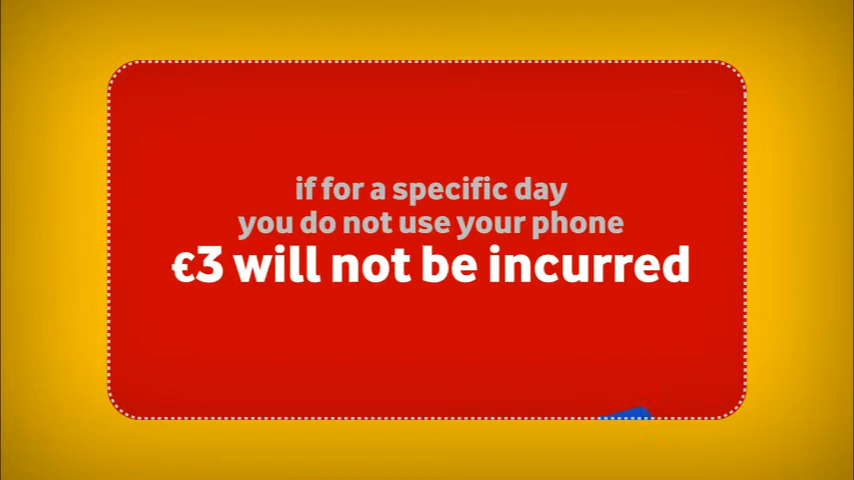 if for a specific day
you do not use your phone
€3 will not be incurred